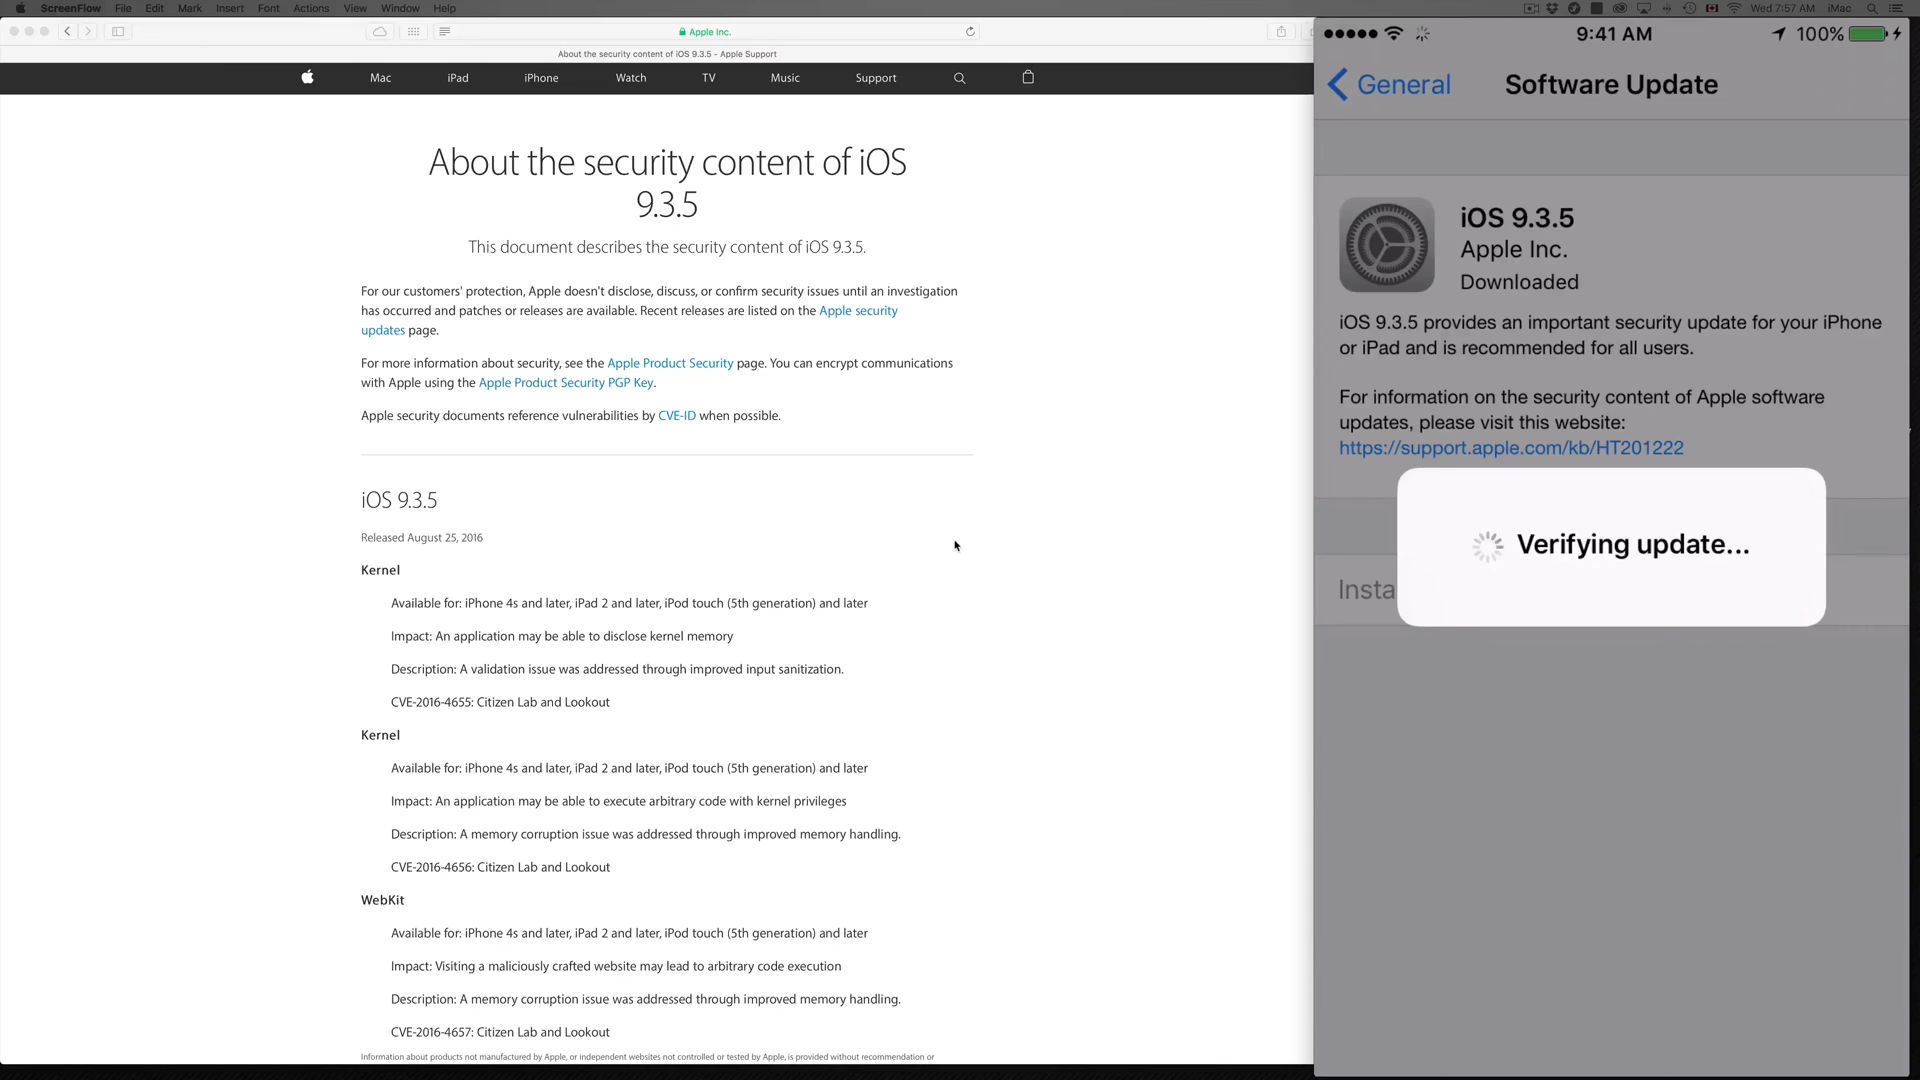 ScreenFlow File Edit Mark Insert Font Actions View Window Help
Wed 7:57 AM iMac
Apple Inc.
About the security content of iOS 9.3.5 - Apple Support
Mac iPad iPhone Watch TV Music Support
About the security content of iOS
9.3.5
This document describes the security content of iOS 9.3.5.
For our customers' protection, Apple doesn't disclose, discuss, or confirm security issues until an investigation
has occurred and patches or releases are available. Recent releases are listed on the Apple security
updates page.
For more information about security, see the Apple Product Security page. You can encrypt communications
with Apple using the Apple Product Security PGP Key.
Apple security documents reference vulnerabilities by CVE-ID when possible.
iOS 9.3.5
Released August 25, 2016
Kernel
Available for: iPhone 4s and later, iPad 2 and later, iPod touch (5th generation) and later
Impact: An application may be able to disclose kernel memory
Description: A validation issue was addressed through improved input sanitization.
CVE-2016-4655: Citizen Lab and Lookout
Kernel
Available for: iPhone 4s and later, iPad 2 and later, iPod touch (5th generation) and later
Impact: An application may be able to execute arbitrary code with kernel privileges
Description: A memory corruption issue was addressed through improved memory handling.
CVE-2016-4656: Citizen Lab and Lookout
WebKit
Available for: iPhone 4s and later, iPad 2 and later, iPod touch (5th generation) and later
Impact: Visiting a maliciously crafted website may lead to arbitrary code execution
Description: A memory corruption issue was addressed through improved memory handling.
CVE-2016-4657: Citizen Lab and Lookout
Information about products not manufactured by Apple, or independent websites not controlled or tested by Apple, is provided without recommendation or
9:41 AM 100%
General Software Update
iOS 9.3.5
Apple Inc.
Downloaded
iOS 9.3.5 provides an important security update for your iPhone
or iPad and is recommended for all users.
For information on the security content of Apple software
updates, please visit this website:
https://support.apple.com/kb/HT201222
Verifying update...
Insta